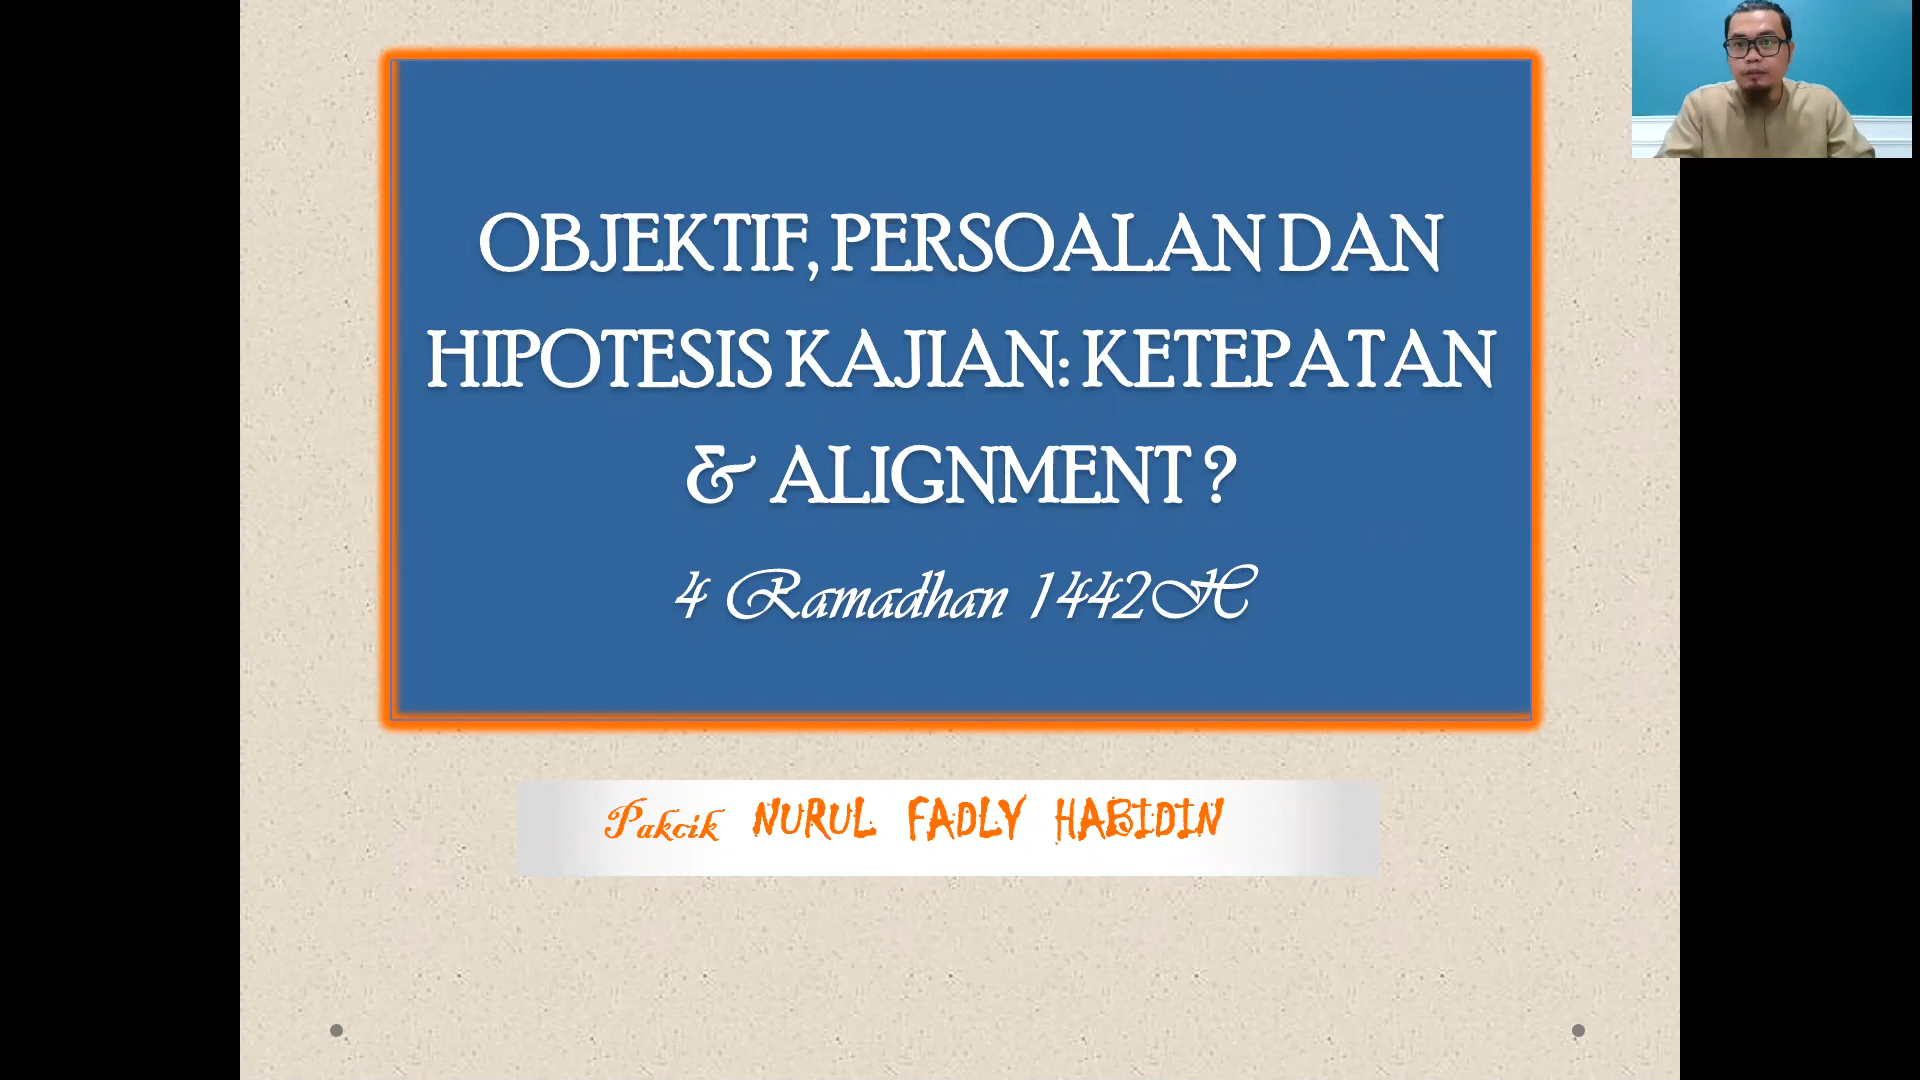 OBJEKTIF, PERSOALAN DAN
HIPOTESIS KAJIAN: KETEPATAN
& ALIGNMENT ?
4 Ramadhan 1442H
Pakcik NURUL FADLY HABIDIN